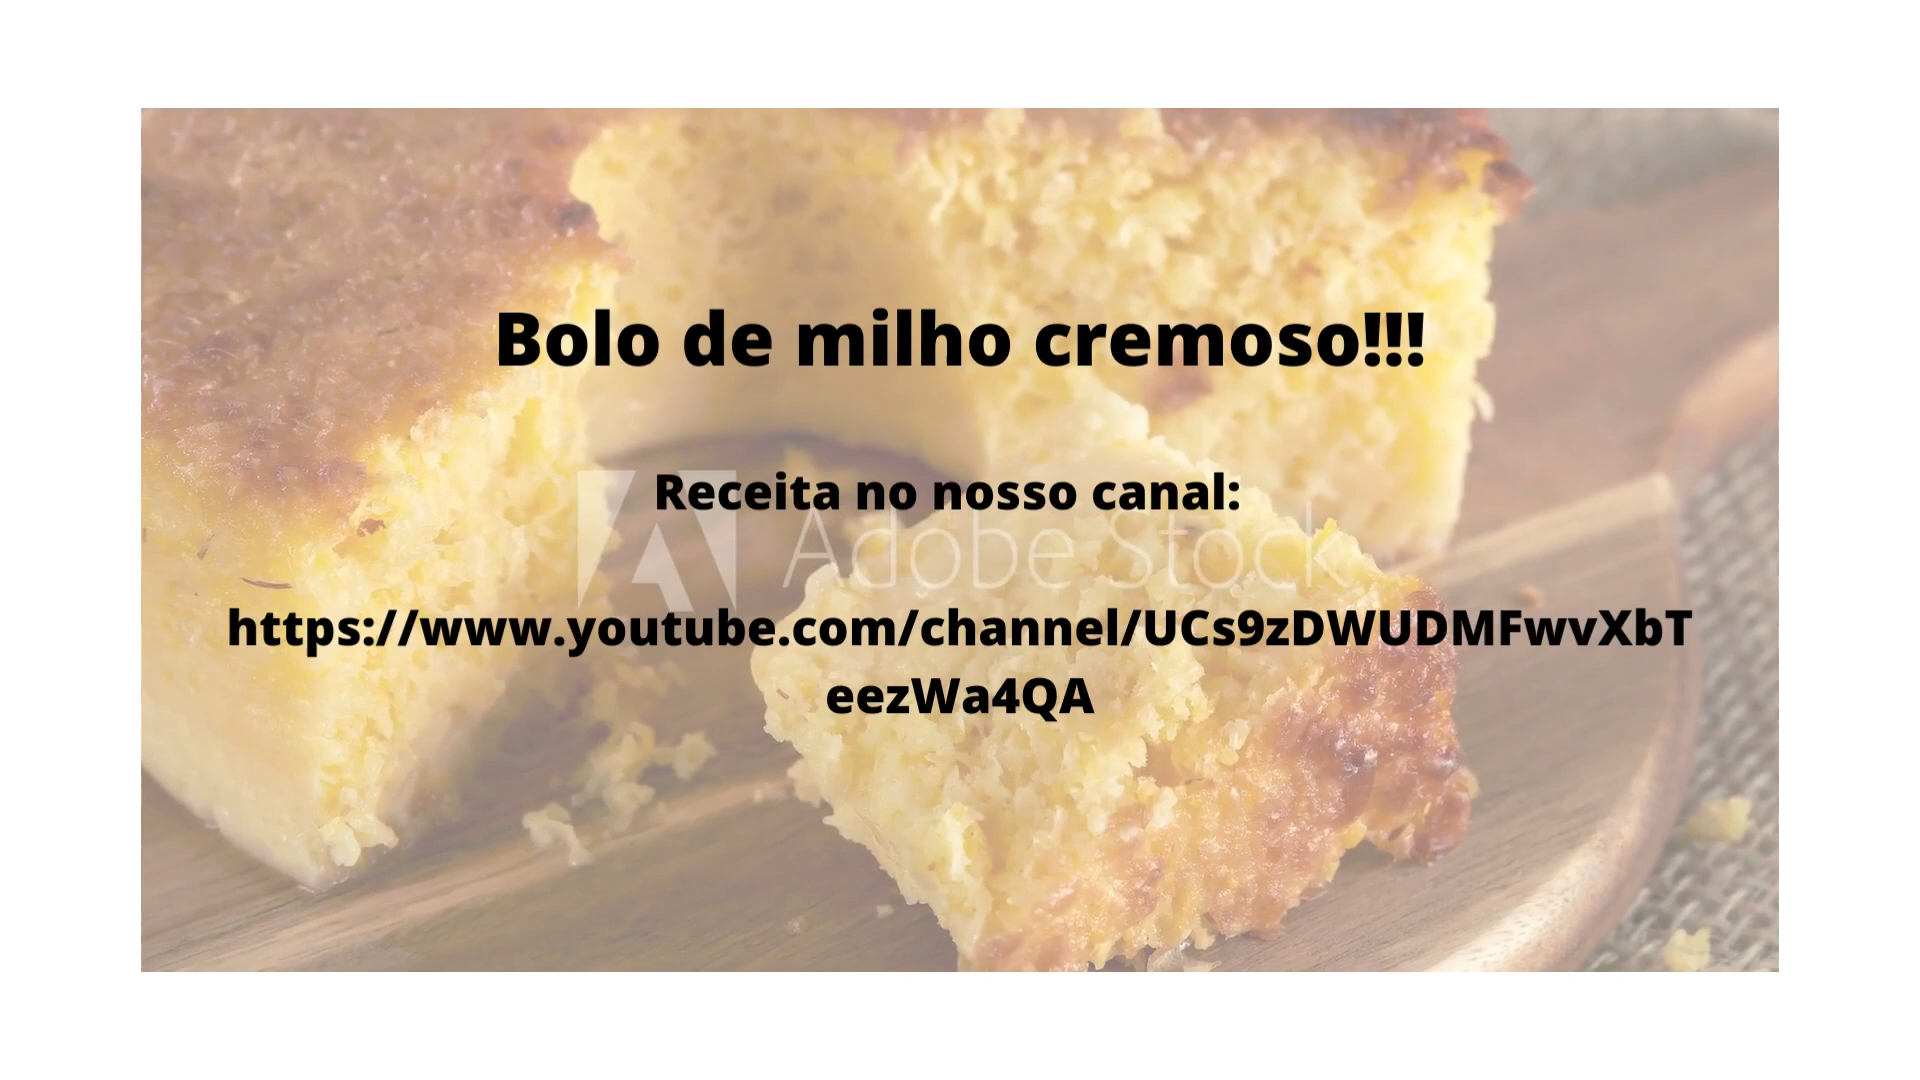 Bolo de milho cremoso!!!
Receita no nosso canal:
Adobe Stock
https://www.youtube.com/channel/UCs9zDWUDMFwvXbT
eezWa4QA